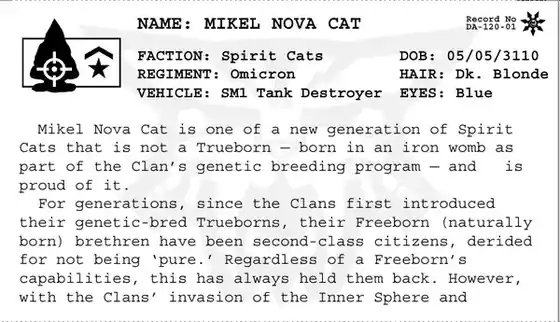 NAME: MIKEL NOVA CAT
Record No
DA-120-01
FACTION: Spirit Cats DOB: 05/05/3110
REGIMENT: Omicron HAIR: Dk. Blonde
VEHICLE: SM1 Tank Destroyer EYES: Blue
Mikel Nova Cat is one of a new generation of Spirit
Cats that is not a Trueborn — born in an iron womb as
part of the Clan’s genetic breeding program — and is
proud of it.
For generations, since the Clans first introduced
their genetic-bred Trueborns, their Freeborn (naturally
born) brethren have been second-class citizens, derided
for not being ‘pure.’ Regardless of a Freeborn’s
capabilities, this has always held them back. However,
with the Clans’ invasion of the Inner Sphere and